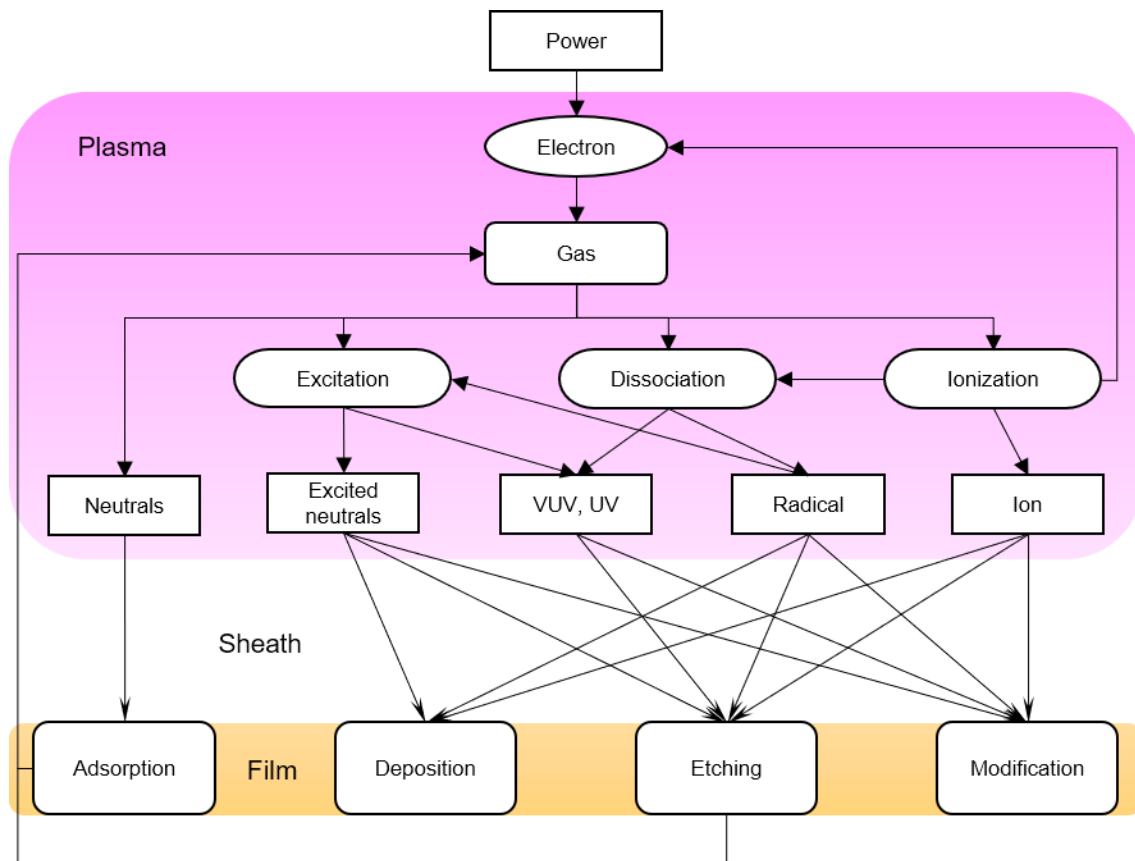 Power
Plasma
Electron
Gas
Excitation
Dissociation
Ionization
Neutrals
Excited
neutrals
VUV, UV
Radical
Ion
Sheath
Adsorption
Film
Deposition
Etching
Modification